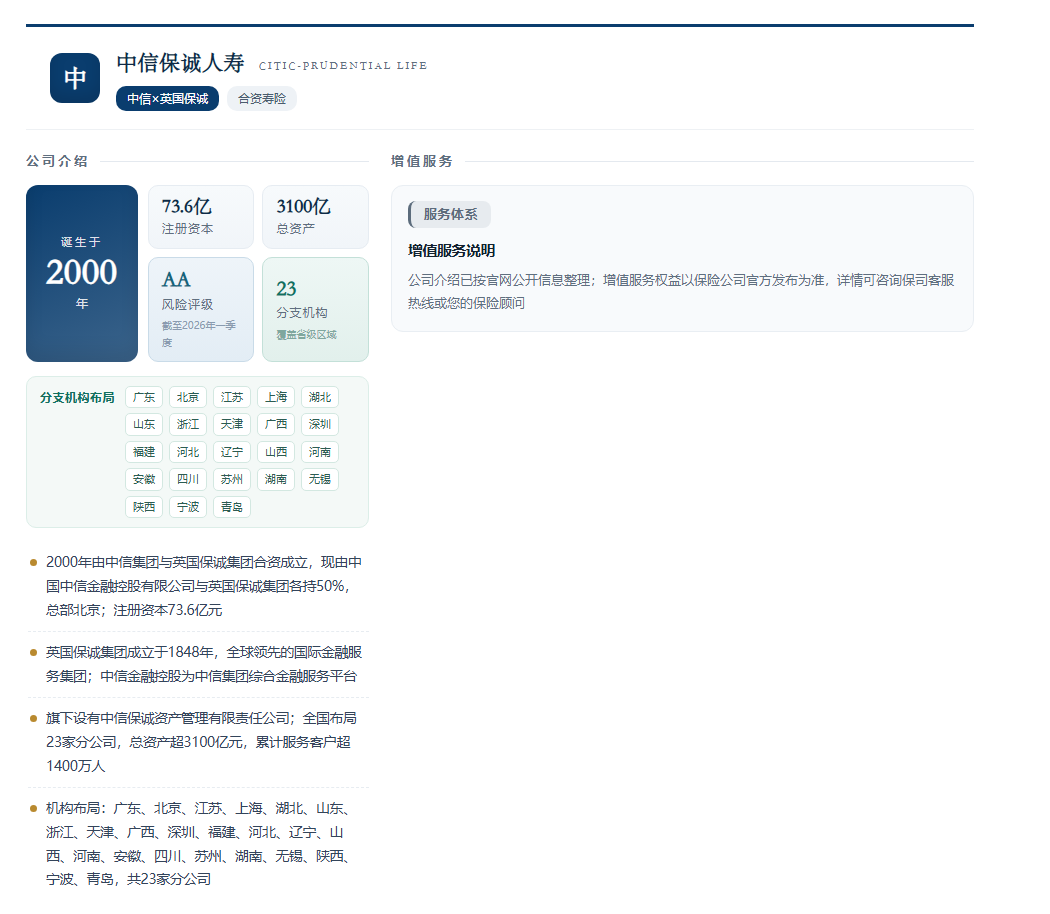 中
中信保诚人寿 CITIC-PRUDENTIAL LIFE
中信×英国保诚 合资寿险
公司介绍
诞生于
2000
年
73.6亿
注册资本
3100亿
总资产
AA
风险评级
截至2026年一季
度
23
分支机构
覆盖省级区域
分支机构布局 广东 北京 江苏 上海 湖北
山东 浙江 天津 广西 深圳
福建 河北 辽宁 山西 河南
安徽 四川 苏州 湖南 无锡
陕西 宁波 青岛
2000年由中信集团与英国保诚集团合资成立，现由中
国中信金融控股有限公司与英国保诚集团各持50%，
总部北京；注册资本73.6亿元
英国保诚集团成立于1848年，全球领先的国际金融服
务集团；中信金融控股为中信集团综合金融服务平台
旗下设有中信保诚资产管理有限责任公司；全国布局
23家分公司，总资产超3100亿元，累计服务客户超
1400万人
机构布局：广东、北京、江苏、上海、湖北、山东、
浙江、天津、广西、深圳、福建、河北、辽宁、山
西、河南、安徽、四川、苏州、湖南、无锡、陕西、
宁波、青岛，共23家分公司
增值服务
服务体系
增值服务说明
公司介绍已按官网公开信息整理；增值服务权益以保险公司官方发布为准，详情可咨询保司客服
热线或您的保险顾问